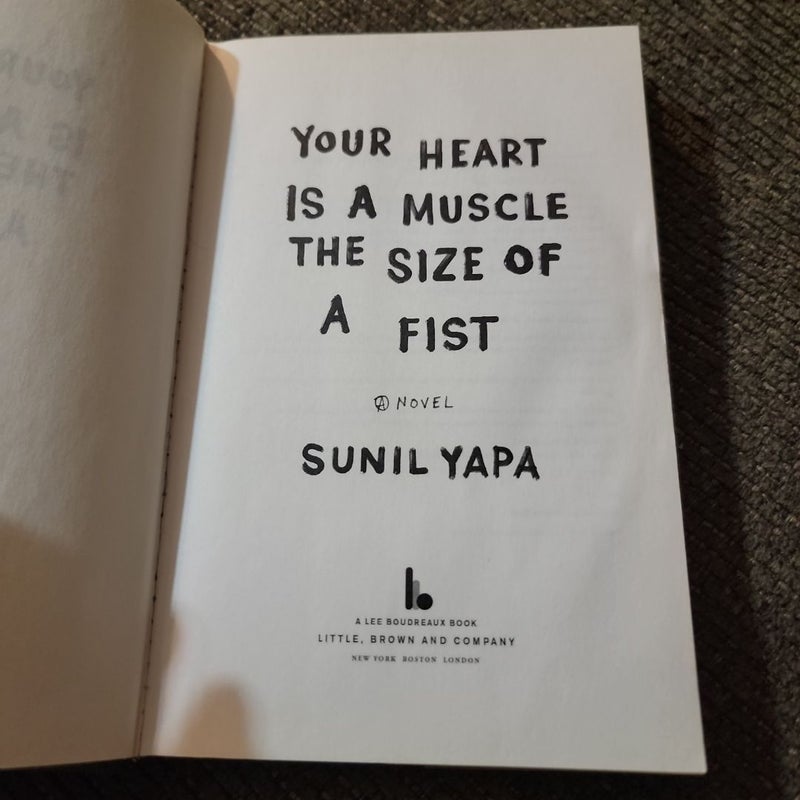 YOUR HEART
IS A MUSCLE
THE SIZE OF
A FIST
Ⓐ NOVEL
SUNIL YAPA
A LEE BOUDREAUX BOOK
LITTLE, BROWN AND COMPANY
NEW YORK BOSTON LONDON